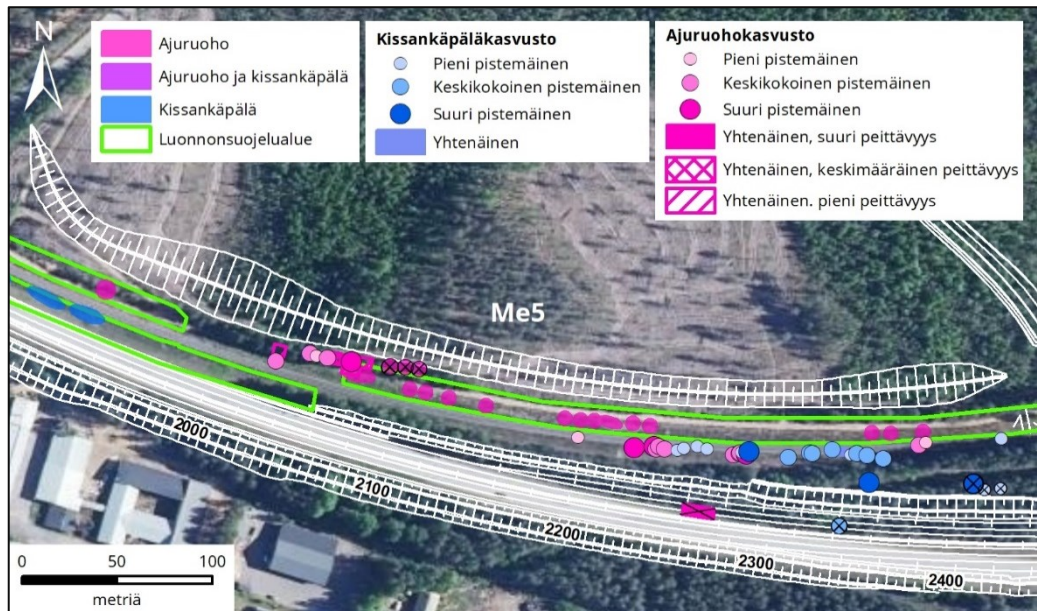 N
Ajuruoho
Ajuruoho ja kissankäpälä
Kissankäpälä
Luonnonsuojelualue
Kissankäpäläkasvusto
Pieni pistemäinen
Keskikokoinen pistemäinen
Suuri pistemäinen
Yhtenäinen
Ajuruohokasvusto
Pieni pistemäinen
Keskikokoinen pistemäinen
Suuri pistemäinen
Yhtenäinen, suuri peittävyys
Yhtenäinen, keskimääräinen peittävyys
Yhtenäinen. pieni peittävyys
Me5
2000
2100
2200
2300
2400
0 50 100
metriä